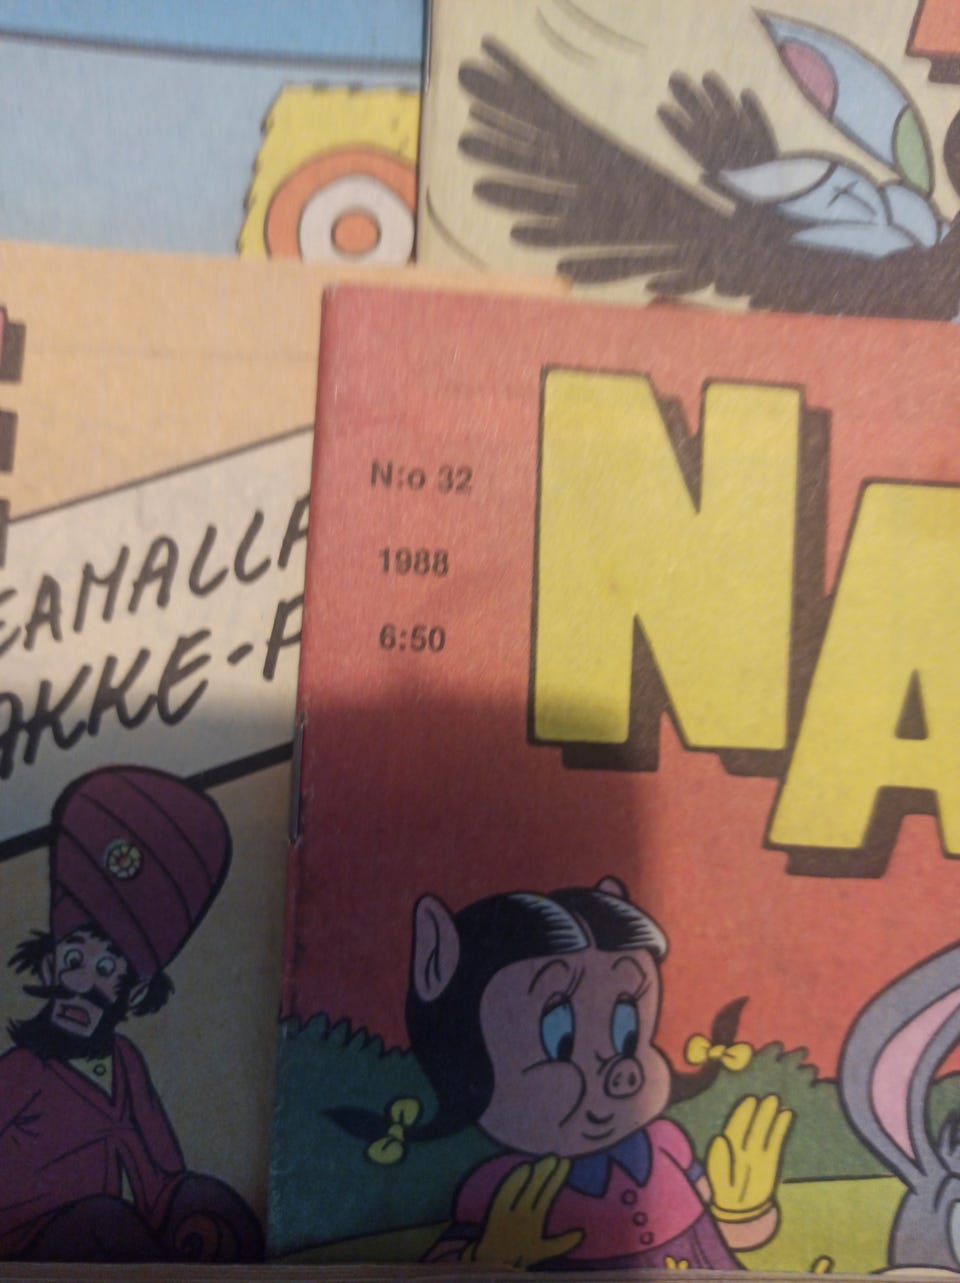 N:o 32
1988
6:50
NA
EAMALLA
AKKE-P